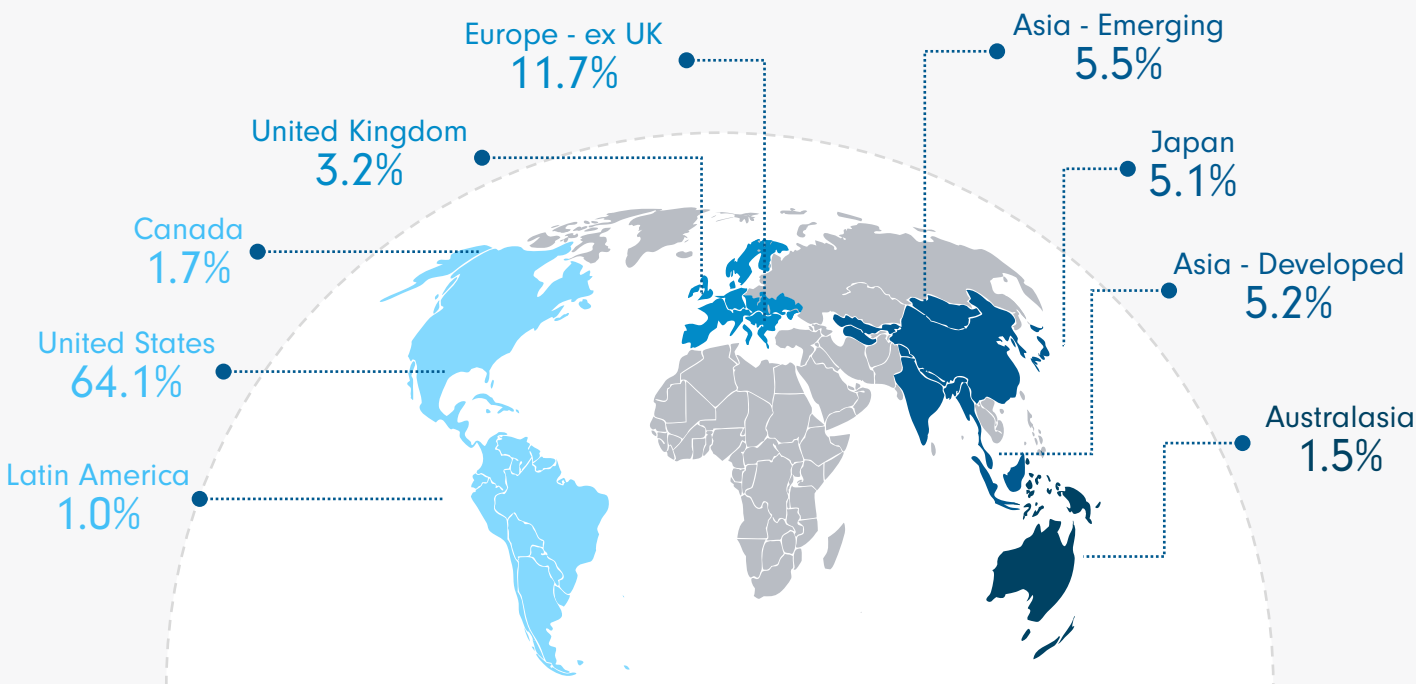 Europe - ex UK
11.7%
Asia - Emerging
5.5%
United Kingdom
3.2%
Japan
5.1%
Canada
1.7%
Asia - Developed
5.2%
United States
64.1%
Australasia
1.5%
Latin America
1.0%